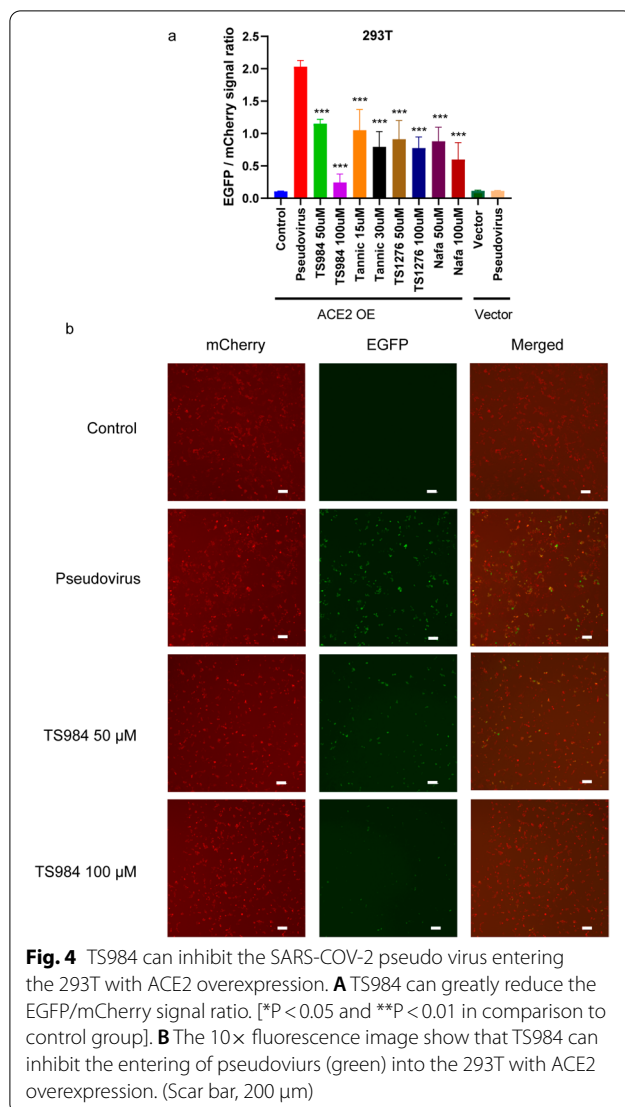 a
293T
EGFP / mCherry signal ratio
2.5
2.0
1.5
1.0
0.5
0.0
*** *** *** *** *** *** *** ***
Control
Pseudovirus
TS984 50uM
TS984 100uM
Tannic 15uM
Tannic 30uM
TS1276 50uM
TS1276 100uM
Nafa 50uM
Nafa 100uM
Vector
Pseudovirus
ACE2 OE
Vector
b
mCherry EGFP Merged
Control
Pseudovirus
TS984 50 µM
TS984 100 µM
Fig. 4 TS984 can inhibit the SARS-COV-2 pseudo virus entering
the 293T with ACE2 overexpression. A TS984 can greatly reduce the
EGFP/mCherry signal ratio. [*P < 0.05 and **P < 0.01 in comparison to
control group]. B The 10× fluorescence image show that TS984 can
inhibit the entering of pseudoviurs (green) into the 293T with ACE2
overexpression. (Scar bar, 200 µm)